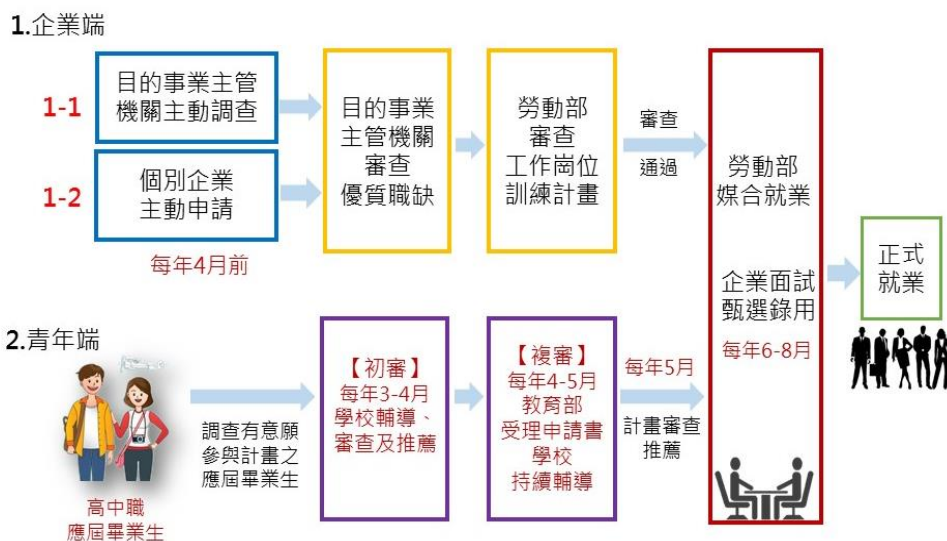 1.企業端
1-1
目的事業主管
機關主動調查
1-2
個別企業
主動申請
每年4月前
目的事業
主管機關
審查
優質職缺
勞動部
審查
工作崗位
訓練計畫
審查
通過
勞動部
媒合就業
企業面試
甄選錄用
每年6-8月
正式
就業
2.青年端
高中職
應屆畢業生
調查有意願
參與計畫之
應屆畢業生
【初審】
每年3-4月
學校輔導、
審查及推薦
【複審】
每年4-5月
教育部
受理申請書
學校
持續輔導
每年5月
計畫審查
推薦